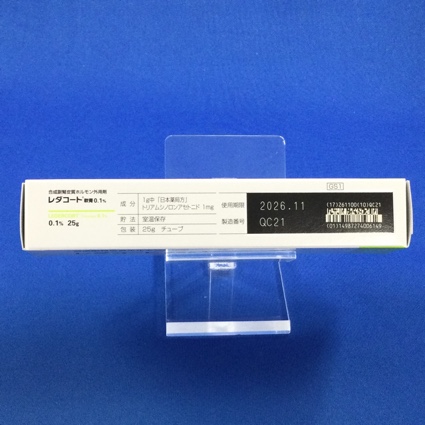 合成副腎皮質ホルモン外用剤
レダコート軟膏0.1%
0.1% 25g
成分 1g中「日本薬局方」
トリアムシノロンアセトニド 1mg
貯法 室温保存
包装 25g チューブ
使用期限 2026.11
製造番号 QC21
GS1
(17)261100(10)QC21
(01)14987274006149